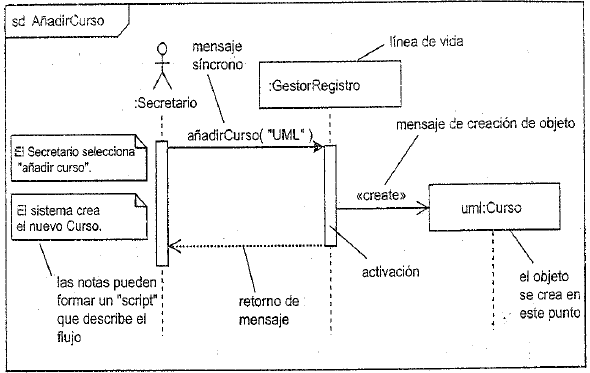 sd AñadirCurso
mensaje
síncrono
línea de vida
:Secretario
:GestorRegistro
mensaje de creación de objeto
añadirCurso( "UML" )
El Secretario selecciona
"añadir curso".
El sistema crea
el nuevo Curso.
«create»
uml:Curso
las notas pueden
formar un "script"
que describe el
flujo
retorno de
mensaje
activación
el objeto
se crea en
este punto